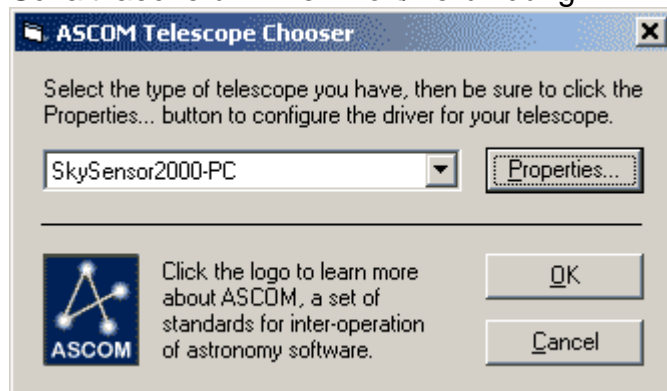 ASCOM Telescope Chooser
Select the type of telescope you have, then be sure to click the
Properties... button to configure the driver for your telescope.
SkySensor2000-PC
Properties...
Click the logo to learn more
about ASCOM, a set of
standards for inter-operation
of astronomy software.
ASCOM
OK
Cancel